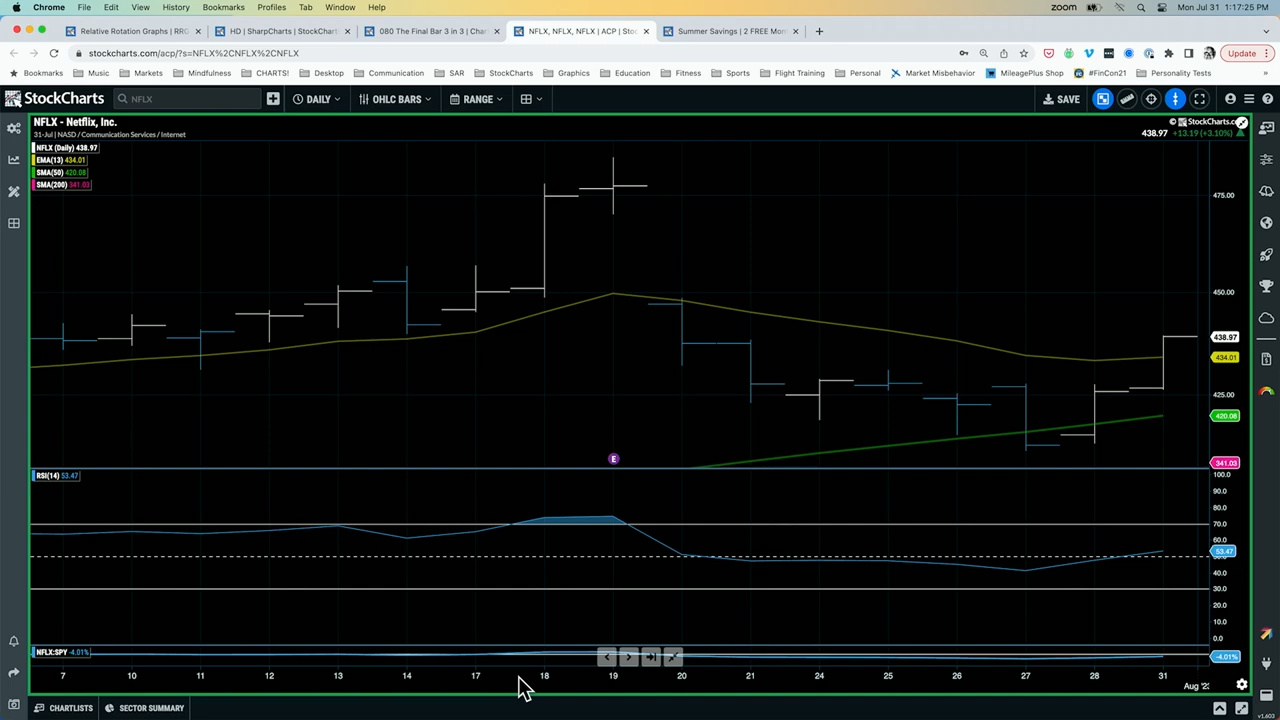 Chrome File Edit View History Bookmarks Profiles Tab Window Help zoom Mon Jul 31 1:17:25 PM
Relative Rotation Graphs | RRG HD | SharpCharts | StockChart 080 The Final Bar 3 in 3 | Char NFLX, NFLX, NFLX | ACP | Stoc Summer Savings | 2 FREE Mon
stockcharts.com/acp/?s=NFLX%2CNFLX%2CNFLX Update
Bookmarks Music Markets Mindfulness CHARTS! Desktop Communication SAR StockCharts Graphics Education Fitness Sports Flight Training Personal Market Misbehavior MileagePlus Shop #FinCon21 Personality Tests »
StockCharts NFLX DAILY OHLC BARS RANGE SAVE
NFLX - Netflix, Inc. © StockCharts.c
31-Jul | NASD / Communication Services / Internet 438.97 +13.19 (+3.10%)
NFLX (Daily) 438.97
EMA(13) 434.01
SMA(50) 420.08
SMA(200) 341.03
475.00
450.00
438.97
434.01
425.00
420.08
E
341.03
RSI(14) 53.47 100.0
90.0
80.0
70.0
60.0
53.47
40.0
30.0
20.0
10.0
0.0
NFLX:SPY -4.01% -4.01%
7 10 11 12 13 14 17 18 19 20 21 24 25 26 27 28 31
Aug '2
CHARTLISTS SECTOR SUMMARY v1.603